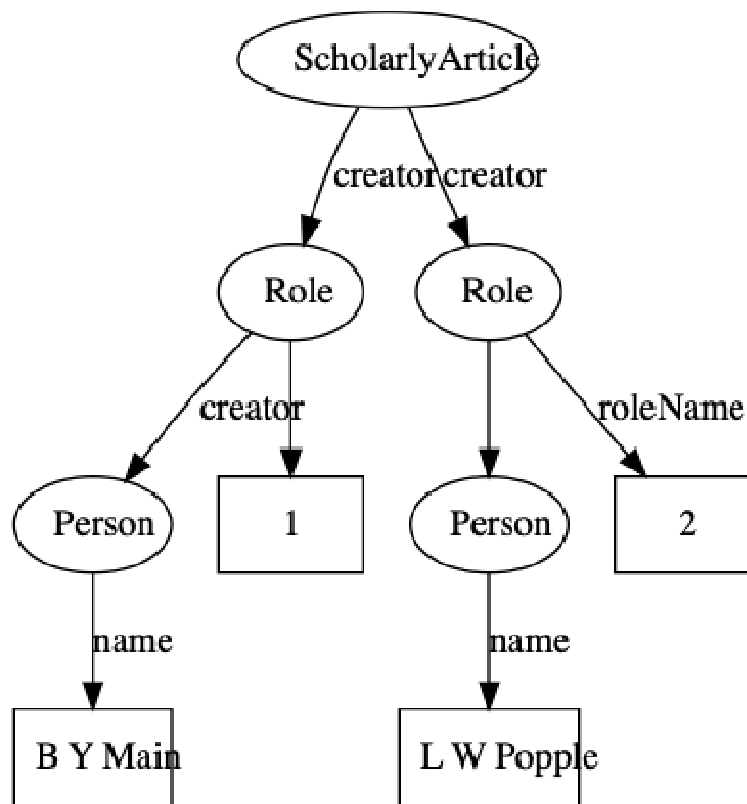 ScholarlyArticle
creator creator
Role Role
creator roleName
Person 1 Person 2
name name
B Y Main L W Popple